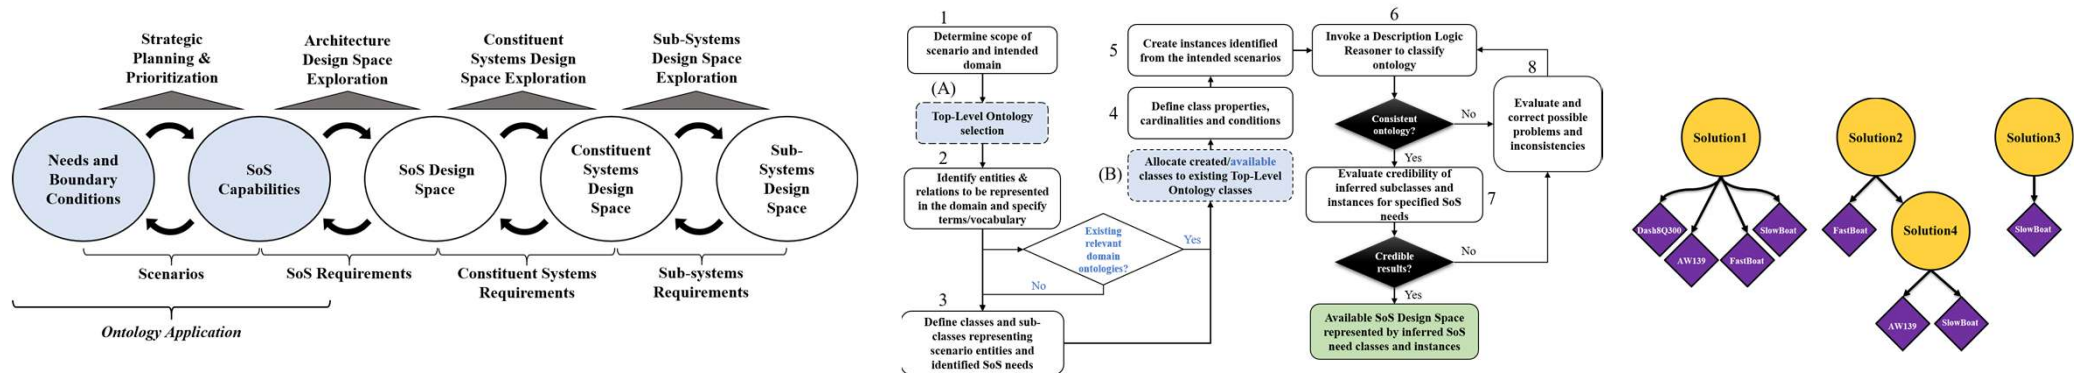 Strategic
Planning &
Prioritization
Architecture
Design Space
Exploration
Constituent
Systems Design
Space Exploration
Sub-Systems
Design Space
Exploration
Needs and
Boundary
Conditions
SoS
Capabilities
SoS Design
Space
Constituent
Systems
Design
Space
Sub-
Systems
Design
Space
Scenarios
SoS Requirements
Constituent Systems
Requirements
Sub-systems
Requirements
Ontology Application
1
Determine scope of
scenario and intended
domain
(A)
Top-Level Ontology
selection
2
Identify entities &
relations to be represented
in the domain and specify
terms/vocabulary
Existing
relevant
domain
ontologies?
Yes
No
3
Define classes and sub-
classes representing
scenario entities and
identified SoS needs
(B)
Allocate created/available
classes to existing Top-Level
Ontology classes
4
Define class properties,
cardinalities and conditions
5
Create instances identified
from the intended scenarios
6
Invoke a Description Logic
Reasoner to classify
ontology
Consistent
ontology?
No
Yes
8
Evaluate and
correct possible
problems and
inconsistencies
Evaluate credibility of
inferred subclasses and
instances for specified SoS
needs
7
Credible
results?
No
Yes
Available SoS Design Space
represented by inferred SoS
need classes and instances
Solution1
Dash8Q300
AW139
FastBoat
SlowBoat
Solution2
FastBoat
Solution4
AW139
SlowBoat
Solution3
SlowBoat